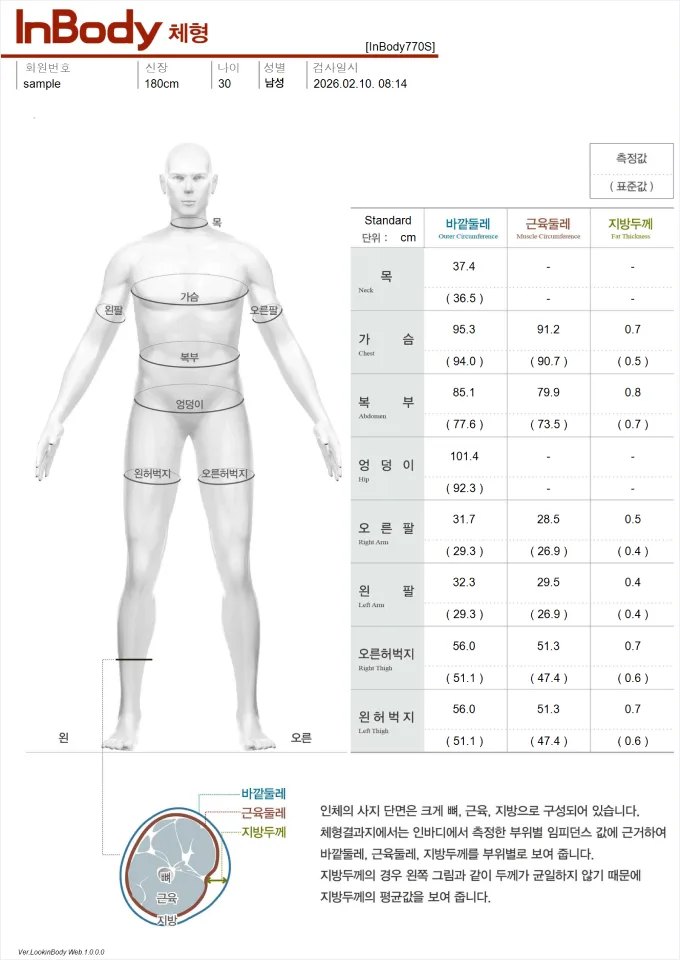 InBody 체형
[InBody770S]
회원번호 신장 나이 성별 검사일시
sample 180cm 30 남성 2026.02.10. 08:14
측정값
( 표준값 )
목
가슴
왼팔 오른팔
복부
엉덩이
왼허벅지 오른허벅지
왼 오른
Standard 바깥둘레 근육둘레 지방두께
단위 : cm Outer Circumference Muscle Circumference Fat Thickness
목 37.4 - -
Neck ( 36.5 ) - -
가 슴 95.3 91.2 0.7
Chest ( 94.0 ) ( 90.7 ) ( 0.5 )
복 부 85.1 79.9 0.8
Abdomen ( 77.6 ) ( 73.5 ) ( 0.7 )
엉 덩 이 101.4 - -
Hip ( 92.3 ) - -
오 른 팔 31.7 28.5 0.5
Right Arm ( 29.3 ) ( 26.9 ) ( 0.4 )
왼 팔 32.3 29.5 0.4
Left Arm ( 29.3 ) ( 26.9 ) ( 0.4 )
오른허벅지 56.0 51.3 0.7
Right Thigh ( 51.1 ) ( 47.4 ) ( 0.6 )
왼 허 벅 지 56.0 51.3 0.7
Left Thigh ( 51.1 ) ( 47.4 ) ( 0.6 )
바깥둘레
근육둘레
지방두께
뼈
근육
지방
인체의 사지 단면은 크게 뼈, 근육, 지방으로 구성되어 있습니다.
체형결과지에서는 인바디에서 측정한 부위별 임피던스 값에 근거하여
바깥둘레, 근육둘레, 지방두께를 부위별로 보여 줍니다.
지방두께의 경우 왼쪽 그림과 같이 두께가 균일하지 않기 때문에
지방두께의 평균값을 보여 줍니다.
Ver.LookinBody Web.1.0.0.0